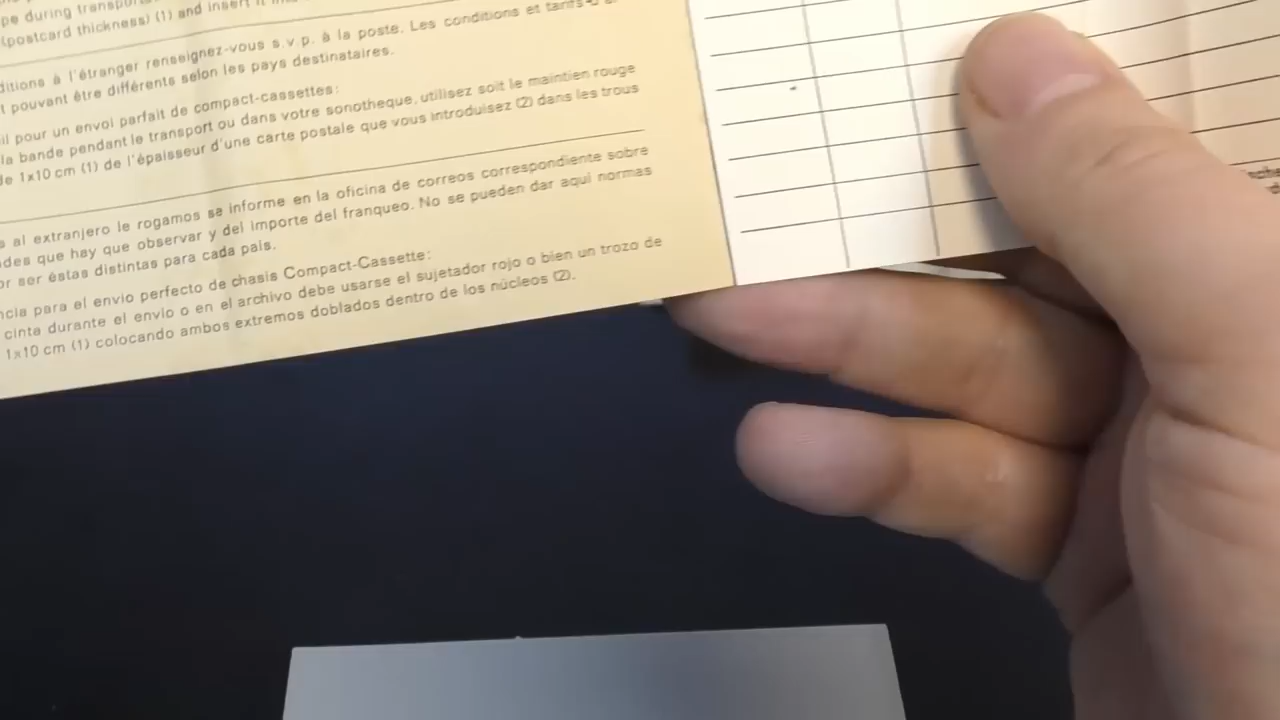 pe during transport
(postcard thickness) (1) and insert it
ditions à l'étranger renseignez-vous s.v.p. à la poste. Les conditions et tarifs
t pouvant être différents selon les pays destinataires.
il pour un envoi parfait de compact-cassettes:
la bande pendant le transport ou dans votre sonotheque, utilisez soit le maintien rouge
de 1x10 cm (1) de l'épaisseur d'une carte postale que vous introduisez (2) dans les trous
s al extranjero le rogamos se informe en la oficina de correos correspondiente sobre
des que hay que observar y del importe del franqueo. No se pueden dar aqui normas
or ser éstas distintas para cada pais.
ncia para el envio perfecto de chasis Compact-Cassette:
cinta durante el envio o en el archivo debe usarse el sujetador rojo o bien un trozo de
1x10 cm (1) colocando ambos extremos doblados dentro de los núcleos (2).